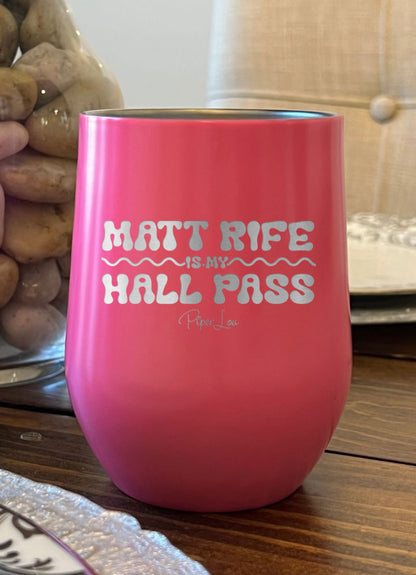 MATT RIFE
IS MY
HALL PASS
Piper Lou